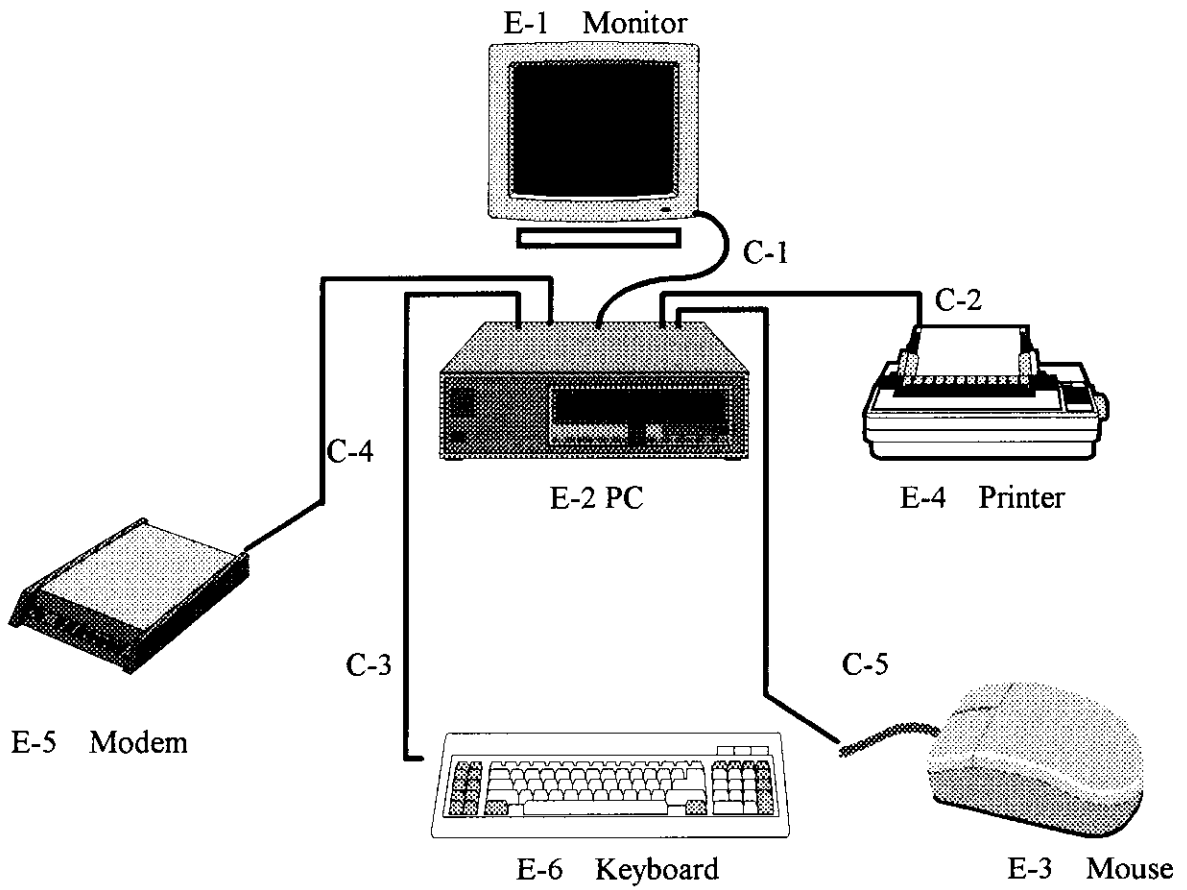 E-1 Monitor
C-1
C-2
C-4
E-2 PC
E-4 Printer
C-3
C-5
E-5 Modem
E-6 Keyboard
E-3 Mouse